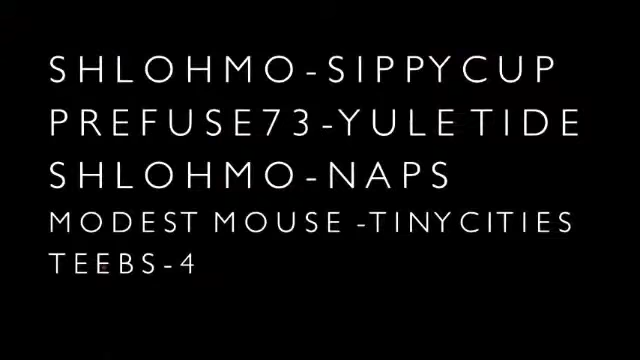 SHLOHMO-SIPPYCUP
PREFUSE73-YULETIDE
SHLOHMO-NAPS
MODEST MOUSE -TINYCITIES
TEEBS-4